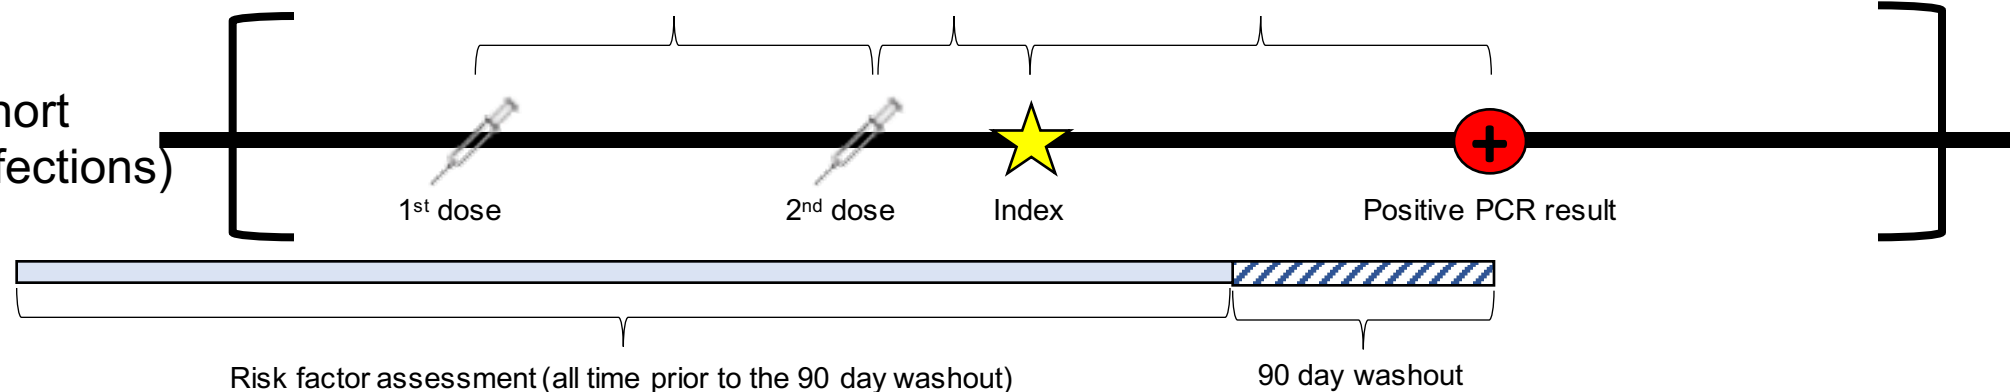 hort
fections)
1st dose
2nd dose
Index
Positive PCR result
Risk factor assessment (all time prior to the 90 day washout)
90 day washout